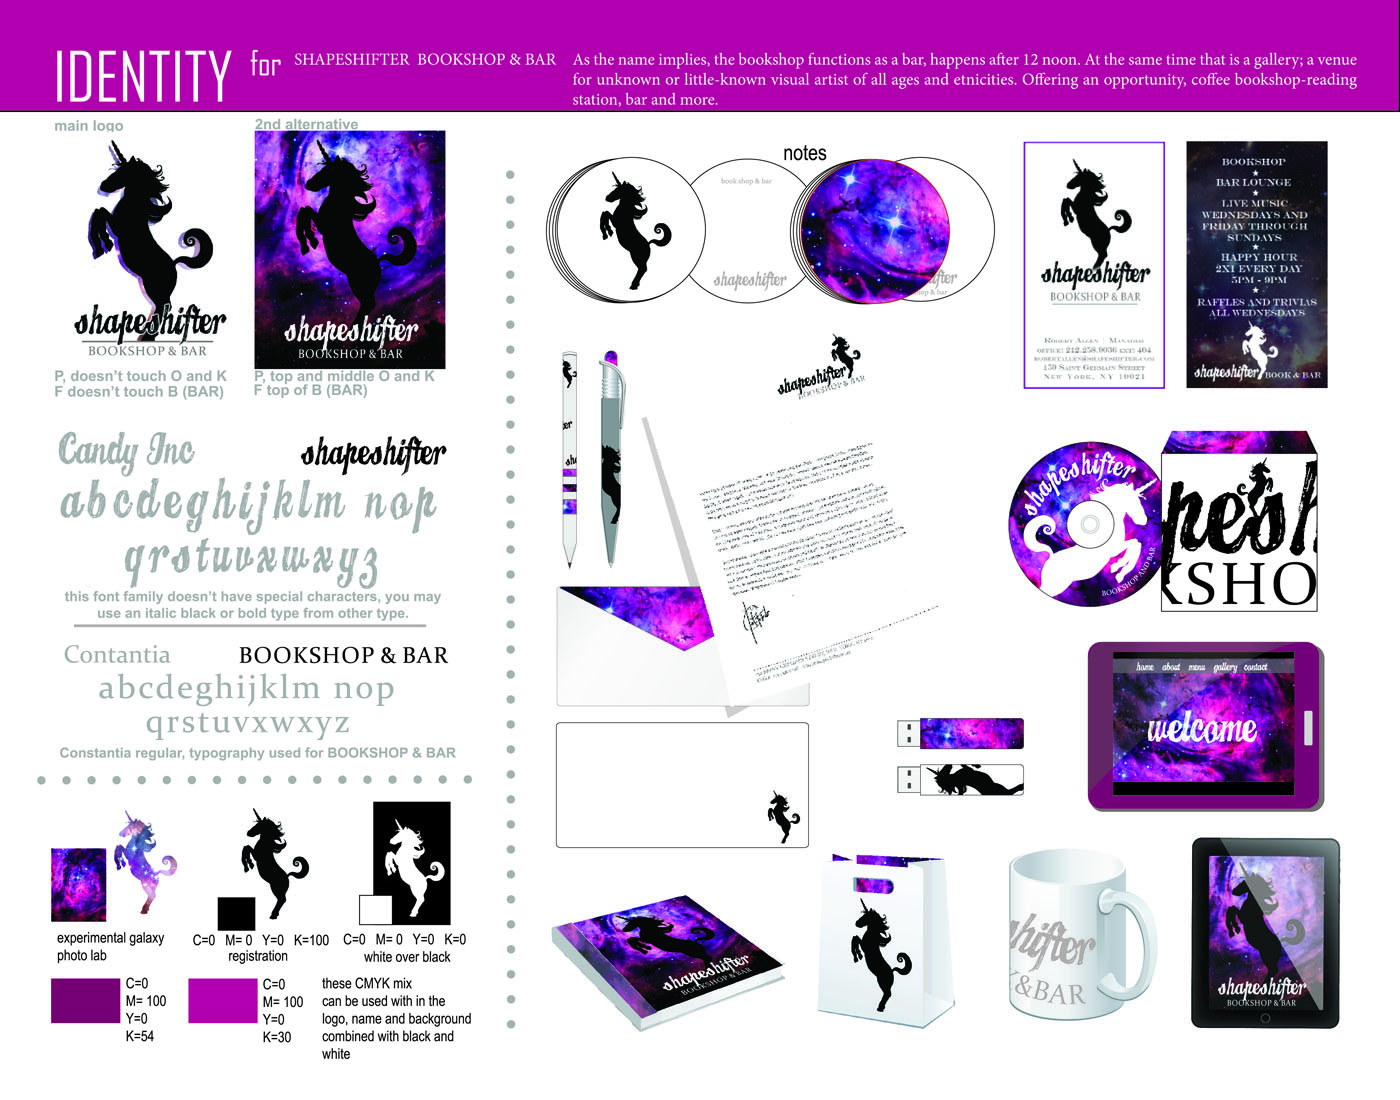 IDENTITY for SHAPESHIFTER BOOKSHOP & BAR
As the name implies, the bookshop functions as a bar, happens after 12 noon. At the same time that is a gallery; a venue
for unknown or little-known visual artist of all ages and etnicities. Offering an opportunity, coffee bookshop-reading
station, bar and more.
main logo
2nd alternative
shapeshifter
BOOKSHOP & BAR
shapeshifter
BOOKSHOP & BAR
P, doesn't touch O and K
F doesn't touch B (BAR)
P, top and middle O and K
F top of B (BAR)
Candy Inc
shapeshifter
abcdeghijklm nop
qrstuvxwxyz
this font family doesn't have special characters, you may
use an italic black or bold type from other type.
Contantia
BOOKSHOP & BAR
abcdeghijklm nop
qrstuvxwxyz
Constantia regular, typography used for BOOKSHOP & BAR
experimental galaxy
photo lab
C=0 M= 0 Y=0 K=100
registration
C=0 M= 0 Y=0 K=0
white over black
C=0
M= 100
Y=0
K=54
C=0
M= 100
Y=0
K=30
these CMYK mix
can be used with in the
logo, name and background
combined with black and
white
notes
book shop & bar
shapeshifter
shapeshifter
BOOKSHOP & BAR
shapeshifter
BOOKSHOP & BAR
ROBERT ALLEN | MANAGER
OFFICE: 212.258.9036 EXT: 404
ROBERTALLEN@SHAPESHIFTER.COM
159 SAINT GERMAIN STREET
NEW YORK, NY 10021
BOOKSHOP
BAR LOUNGE
LIVE MUSIC
WEDNESDAYS AND
FRIDAY THROUGH
SUNDAYS
HAPPY HOUR
2X1 EVERY DAY
5PM - 9PM
RAFFLES AND TRIVIAS
ALL WEDNESDAYS
shapeshifter BOOK & BAR
shapeshifter
BOOKSHOP AND BAR
pesh
KSHO
home about menu gallery contact
welcome
shapeshifter
BOOKSHOP & BAR
hifter
&BAR
shapeshifter
BOOKSHOP & BAR